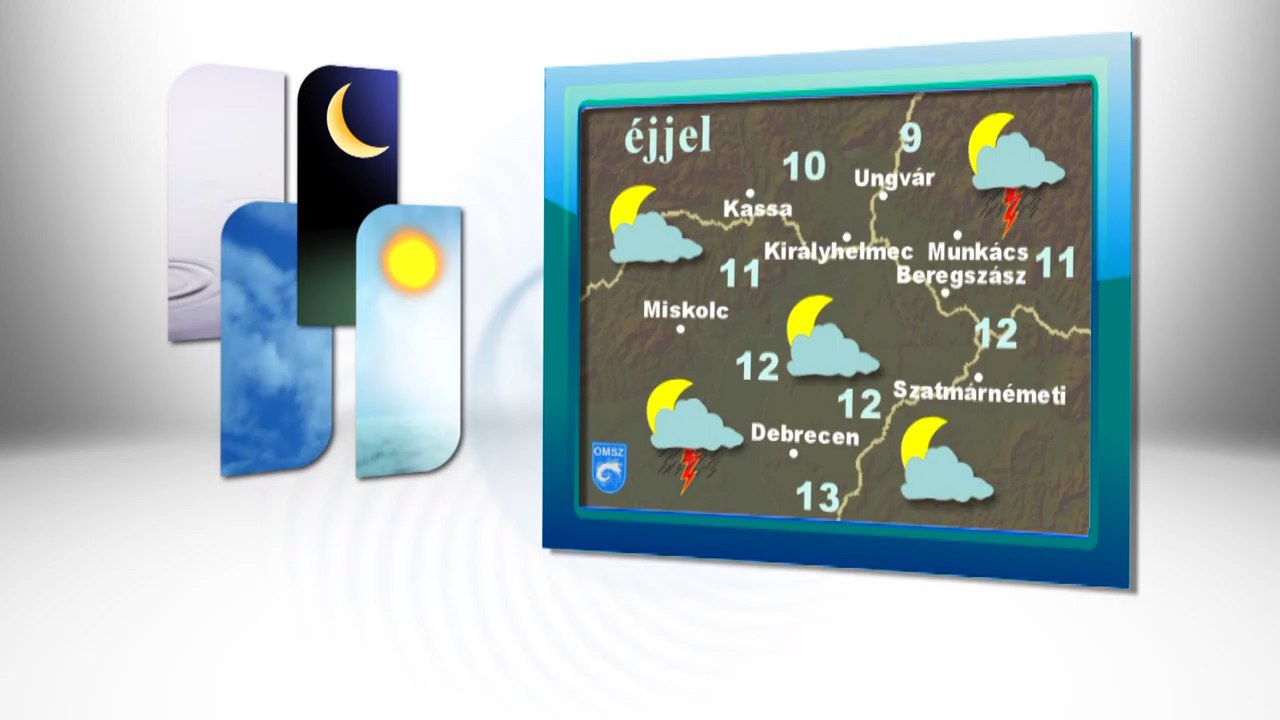 éjjel
9
10
Ungvár
Kassa
Királyhelmec
Munkács
11
11
Beregszász
Miskolc
12
12
12
Szatmárnémeti
Debrecen
OMSZ
13